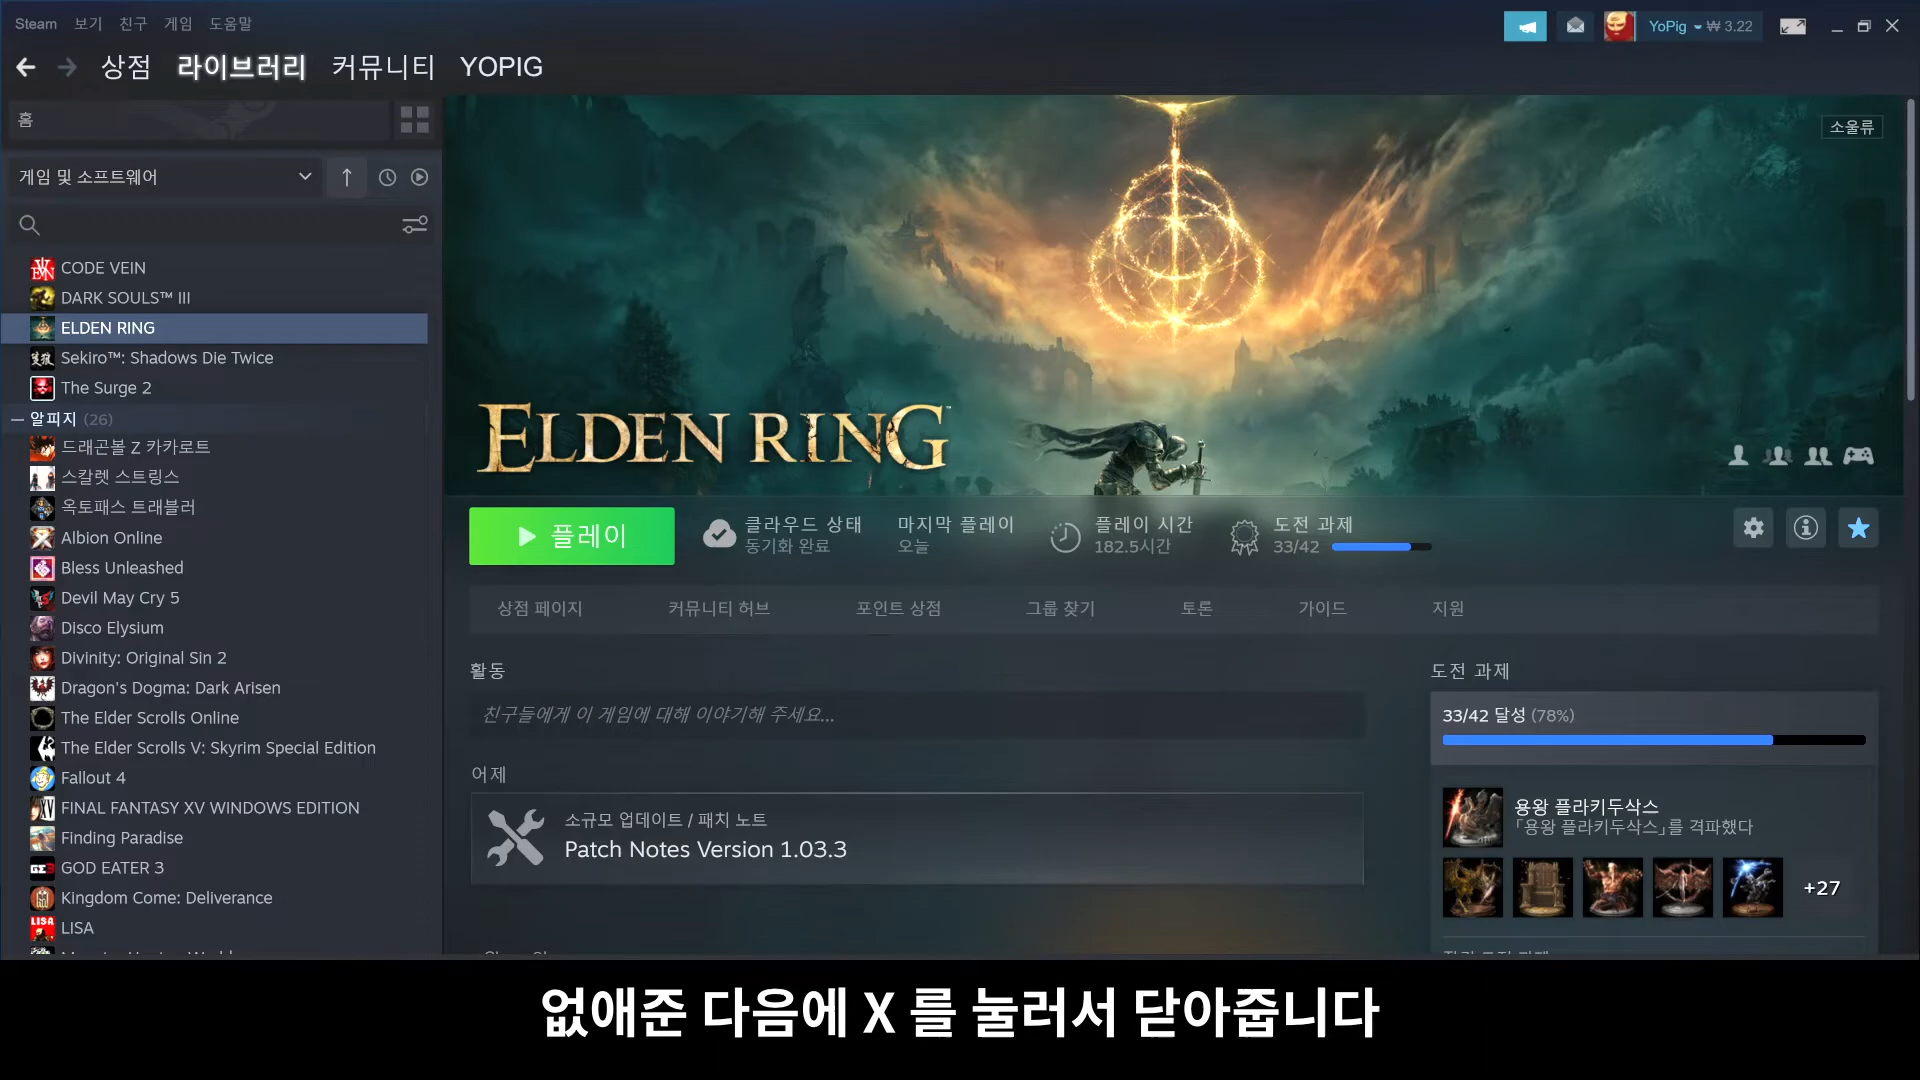 Steam 보기 친구 게임 도움말
YoPig ₩ 3.22
상점 라이브러리 커뮤니티 YOPIG
홈
게임 및 소프트웨어
CODE VEIN
DARK SOULS™ III
ELDEN RING
Sekiro™: Shadows Die Twice
The Surge 2
알피지 (26)
드래곤볼 Z 카카로트
스칼렛 스트링스
옥토패스 트래블러
Albion Online
Bless Unleashed
Devil May Cry 5
Disco Elysium
Divinity: Original Sin 2
Dragon's Dogma: Dark Arisen
The Elder Scrolls Online
The Elder Scrolls V: Skyrim Special Edition
Fallout 4
FINAL FANTASY XV WINDOWS EDITION
Finding Paradise
GOD EATER 3
Kingdom Come: Deliverance
LISA
소울류
ELDEN RING
플레이
클라우드 상태
동기화 완료
마지막 플레이
오늘
플레이 시간
182.5시간
도전 과제
33/42
상점 페이지 커뮤니티 허브 포인트 상점 그룹 찾기 토론 가이드 지원
활동
친구들에게 이 게임에 대해 이야기해 주세요...
어제
소규모 업데이트 / 패치 노트
Patch Notes Version 1.03.3
도전 과제
33/42 달성 (78%)
용왕 플라키두삭스
「용왕 플라키두삭스」를 격파했다
+27
없애준 다음에 X 를 눌러서 닫아줍니다